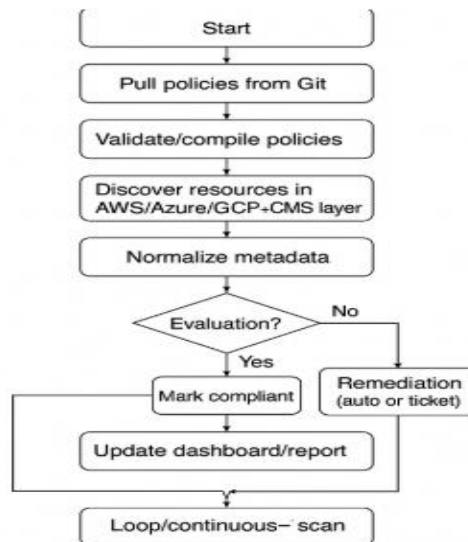 Start
Pull policies from Git
Validate/compile policies
Discover resources in
AWS/Azure/GCP+CMS layer
Normalize metadata
Evaluation?
No
Yes
Mark compliant
Remediation
(auto or ticket)
Update dashboard/report
Loop/continuous– scan